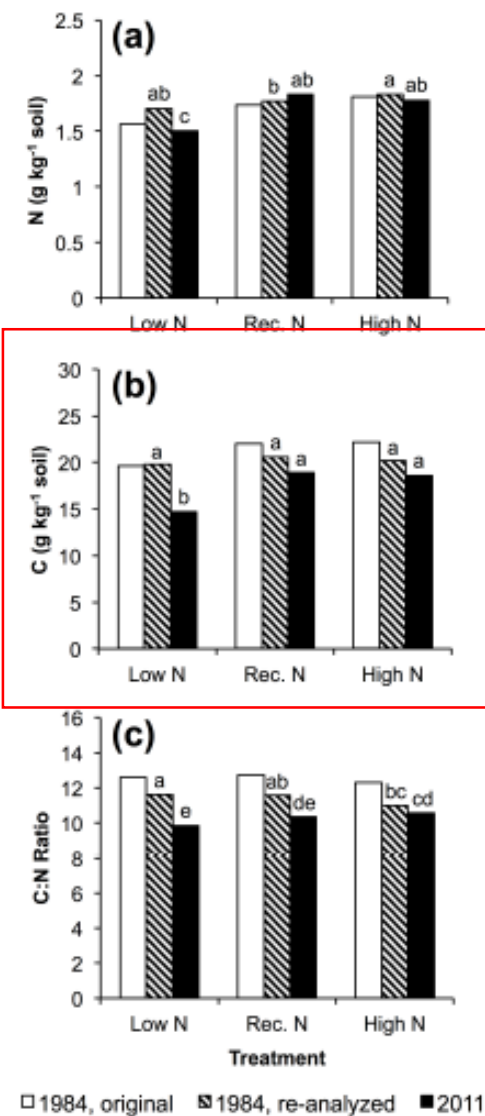 (a)
2.5
2
1.5
1
0.5
0
N (g kg⁻¹ soil)
ab
c
b
ab
a
ab
Low N Rec. N High N
(b)
30
25
20
15
10
5
0
C (g kg⁻¹ soil)
a
b
a
a
a
a
Low N Rec. N High N
(c)
16
14
12
10
8
6
4
2
0
C:N Ratio
a
e
ab
de
bc
cd
Low N Rec. N High N
Treatment
1984, original 1984, re-analyzed 2011